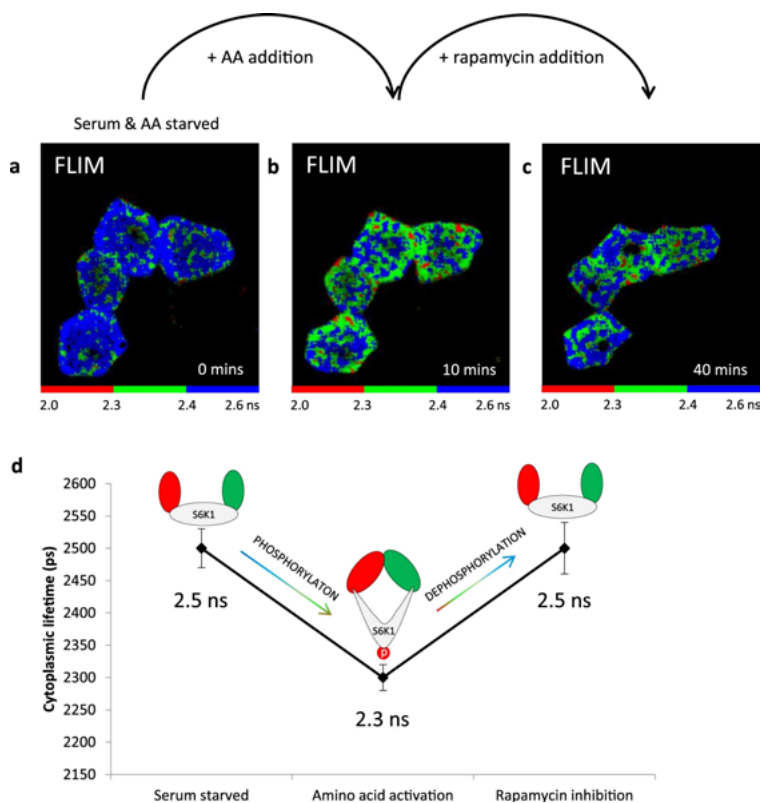 + AA addition
+ rapamycin addition
Serum & AA starved
a
FLIM
0 mins
2.0 2.3 2.4 2.6 ns
b
FLIM
10 mins
2.0 2.3 2.4 2.6 ns
c
FLIM
40 mins
2.0 2.3 2.4 2.6 ns
d
Cytoplasmic lifetime (ps)
2600
2550
2500
2450
2400
2350
2300
2250
2200
2150
S6K1
2.5 ns
PHOSPHORYLATON
S6K1
p
2.3 ns
DEPHOSPHORYLATION
S6K1
2.5 ns
Serum starved
Amino acid activation
Rapamycin inhibition